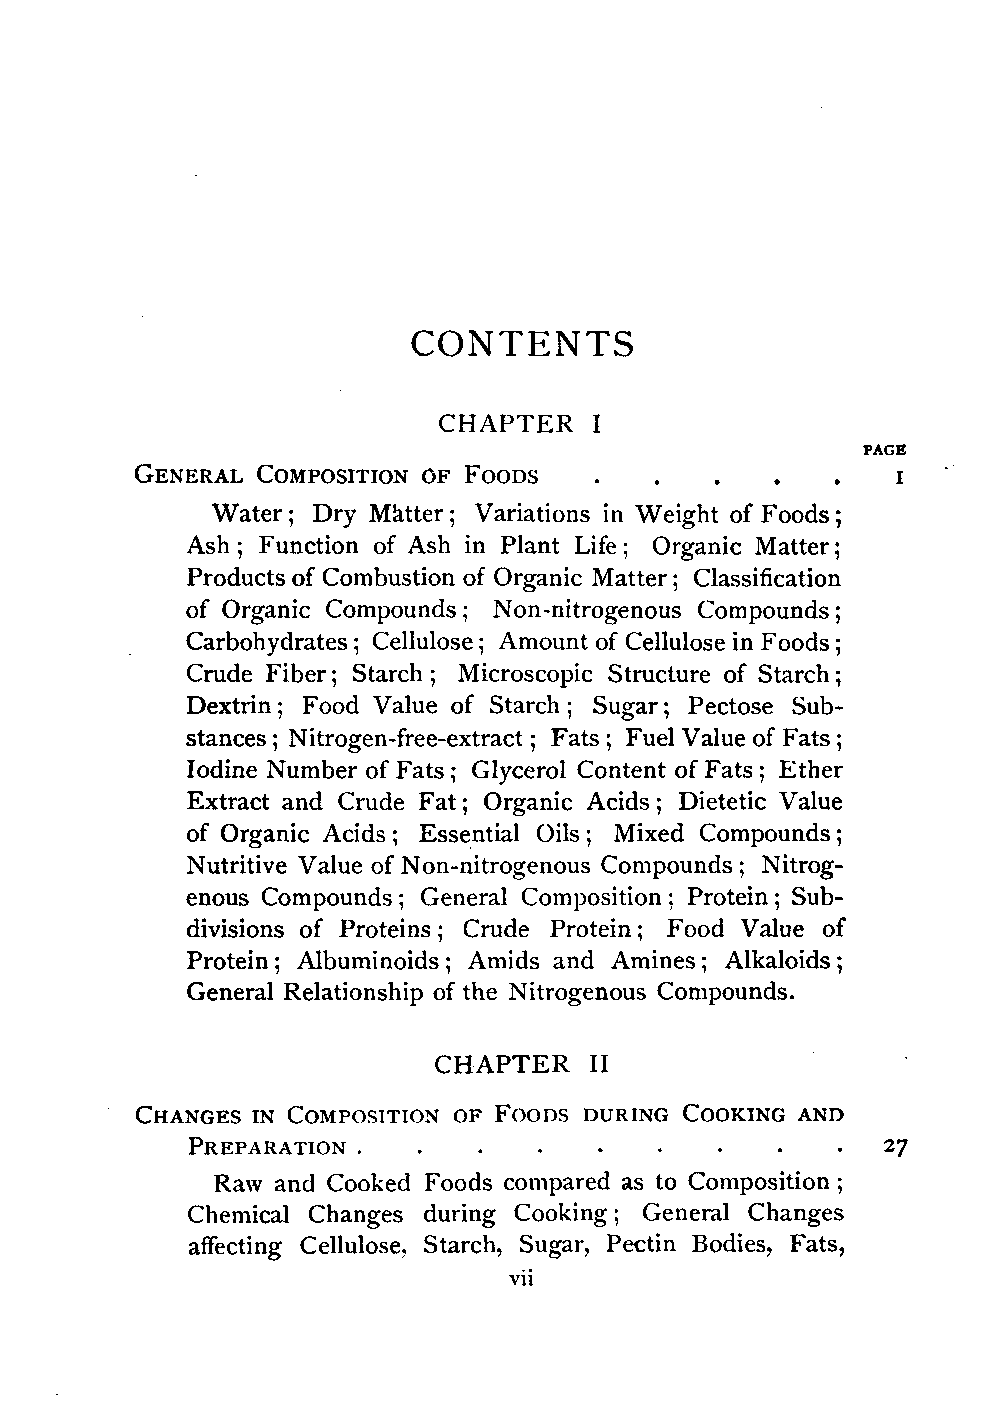 CONTENTS
CHAPTER I
PAGE
GENERAL COMPOSITION OF FOODS . . . . . 1
Water; Dry Matter; Variations in Weight of Foods;
Ash; Function of Ash in Plant Life; Organic Matter;
Products of Combustion of Organic Matter; Classification
of Organic Compounds; Non-nitrogenous Compounds;
Carbohydrates; Cellulose; Amount of Cellulose in Foods;
Crude Fiber; Starch; Microscopic Structure of Starch;
Dextrin; Food Value of Starch; Sugar; Pectose Sub-
stances; Nitrogen-free-extract; Fats; Fuel Value of Fats;
Iodine Number of Fats; Glycerol Content of Fats; Ether
Extract and Crude Fat; Organic Acids; Dietetic Value
of Organic Acids; Essential Oils; Mixed Compounds;
Nutritive Value of Non-nitrogenous Compounds; Nitrog-
enous Compounds; General Composition; Protein; Sub-
divisions of Proteins; Crude Protein; Food Value of
Protein; Albuminoids; Amids and Amines; Alkaloids;
General Relationship of the Nitrogenous Compounds.
CHAPTER II
CHANGES IN COMPOSITION OF FOODS DURING COOKING AND
PREPARATION . . . . . . . . . 27
Raw and Cooked Foods compared as to Composition;
Chemical Changes during Cooking; General Changes
affecting Cellulose, Starch, Sugar, Pectin Bodies, Fats,
vii